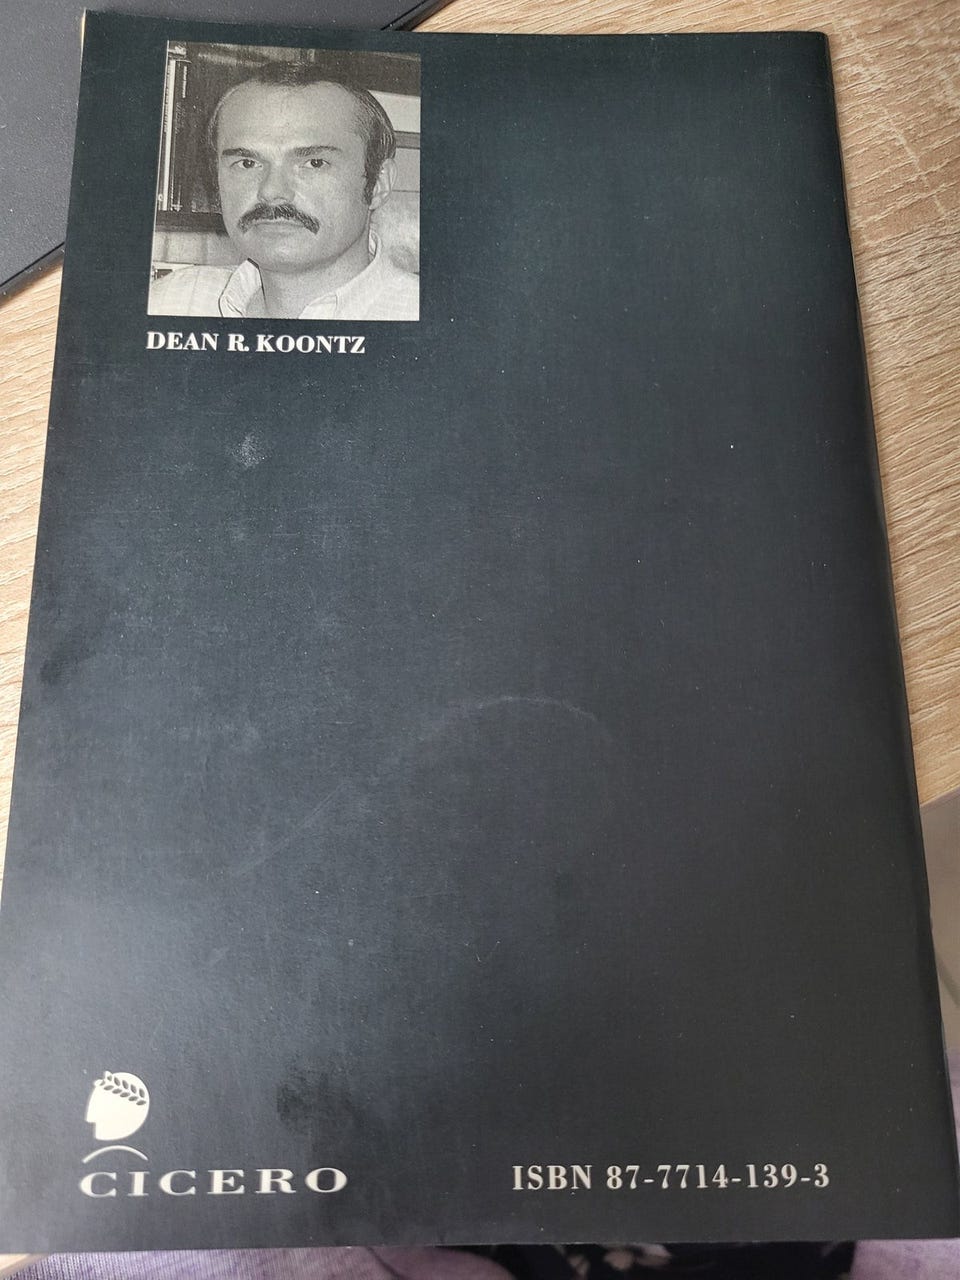 DEAN R. KOONTZ
CICERO
ISBN 87-7714-139-3